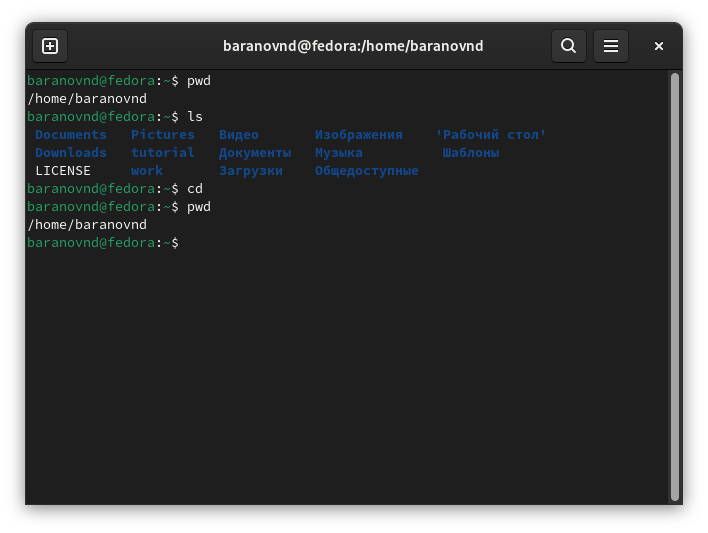 baranovnd@fedora:/home/baranovnd
baranovnd@fedora:~$ pwd
/home/baranovnd
baranovnd@fedora:~$ ls
Documents Pictures Видео Изображения 'Рабочий стол'
Downloads tutorial Документы Музыка Шаблоны
LICENSE work Загрузки Общедоступные
baranovnd@fedora:~$ cd
baranovnd@fedora:~$ pwd
/home/baranovnd
baranovnd@fedora:~$